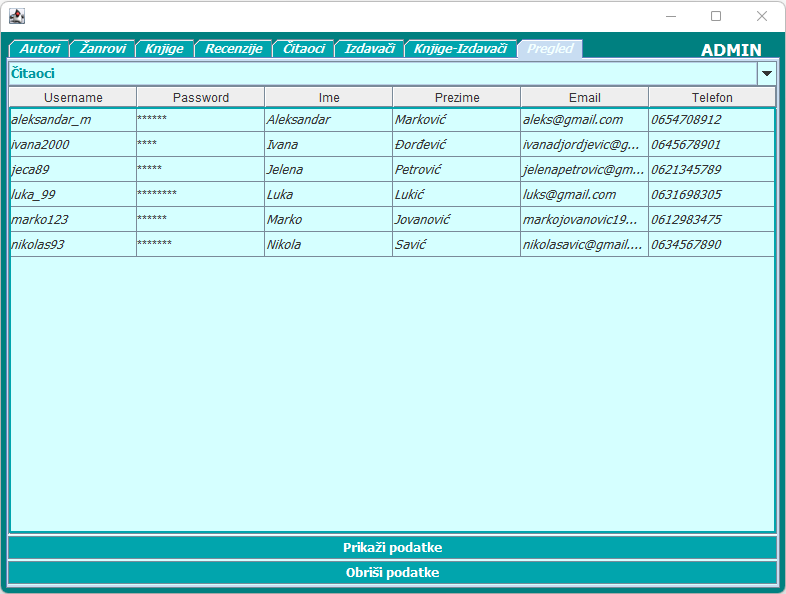 Autori Žanrovi Knjige Recenzije Čitaoci Izdavači Knjige-Izdavači Pregled ADMIN
Čitaoci
Username Password Ime Prezime Email Telefon
aleksandar_m ****** Aleksandar Marković aleks@gmail.com 0654708912
ivana2000 **** Ivana Đorđević ivanadjordjevic@g... 0645678901
jeca89 ***** Jelena Petrović jelenapetrovic@gm... 0621345789
luka_99 ******** Luka Lukić luks@gmail.com 0631698305
marko123 ****** Marko Jovanović markojovanovic19... 0612983475
nikolas93 ******* Nikola Savić nikolasavic@gmail.... 0634567890
Prikaži podatke
Obriši podatke